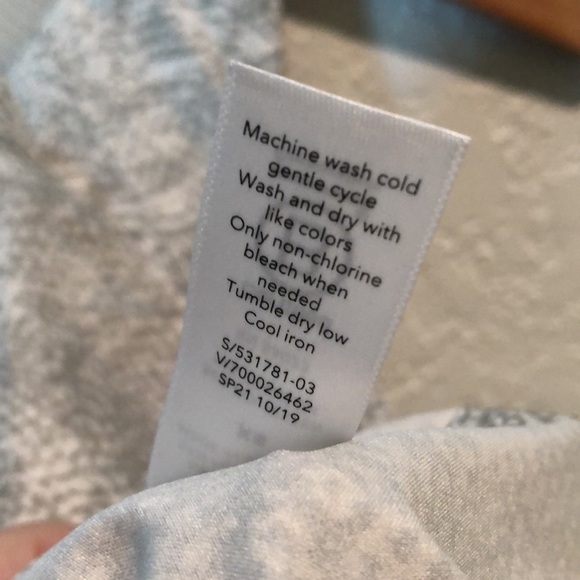 Machine wash cold
gentle cycle
Wash and dry with
like colors
Only non-chlorine
bleach when
needed
Tumble dry low
Cool iron
S/531781-03
V/700026462
SP21 10/19